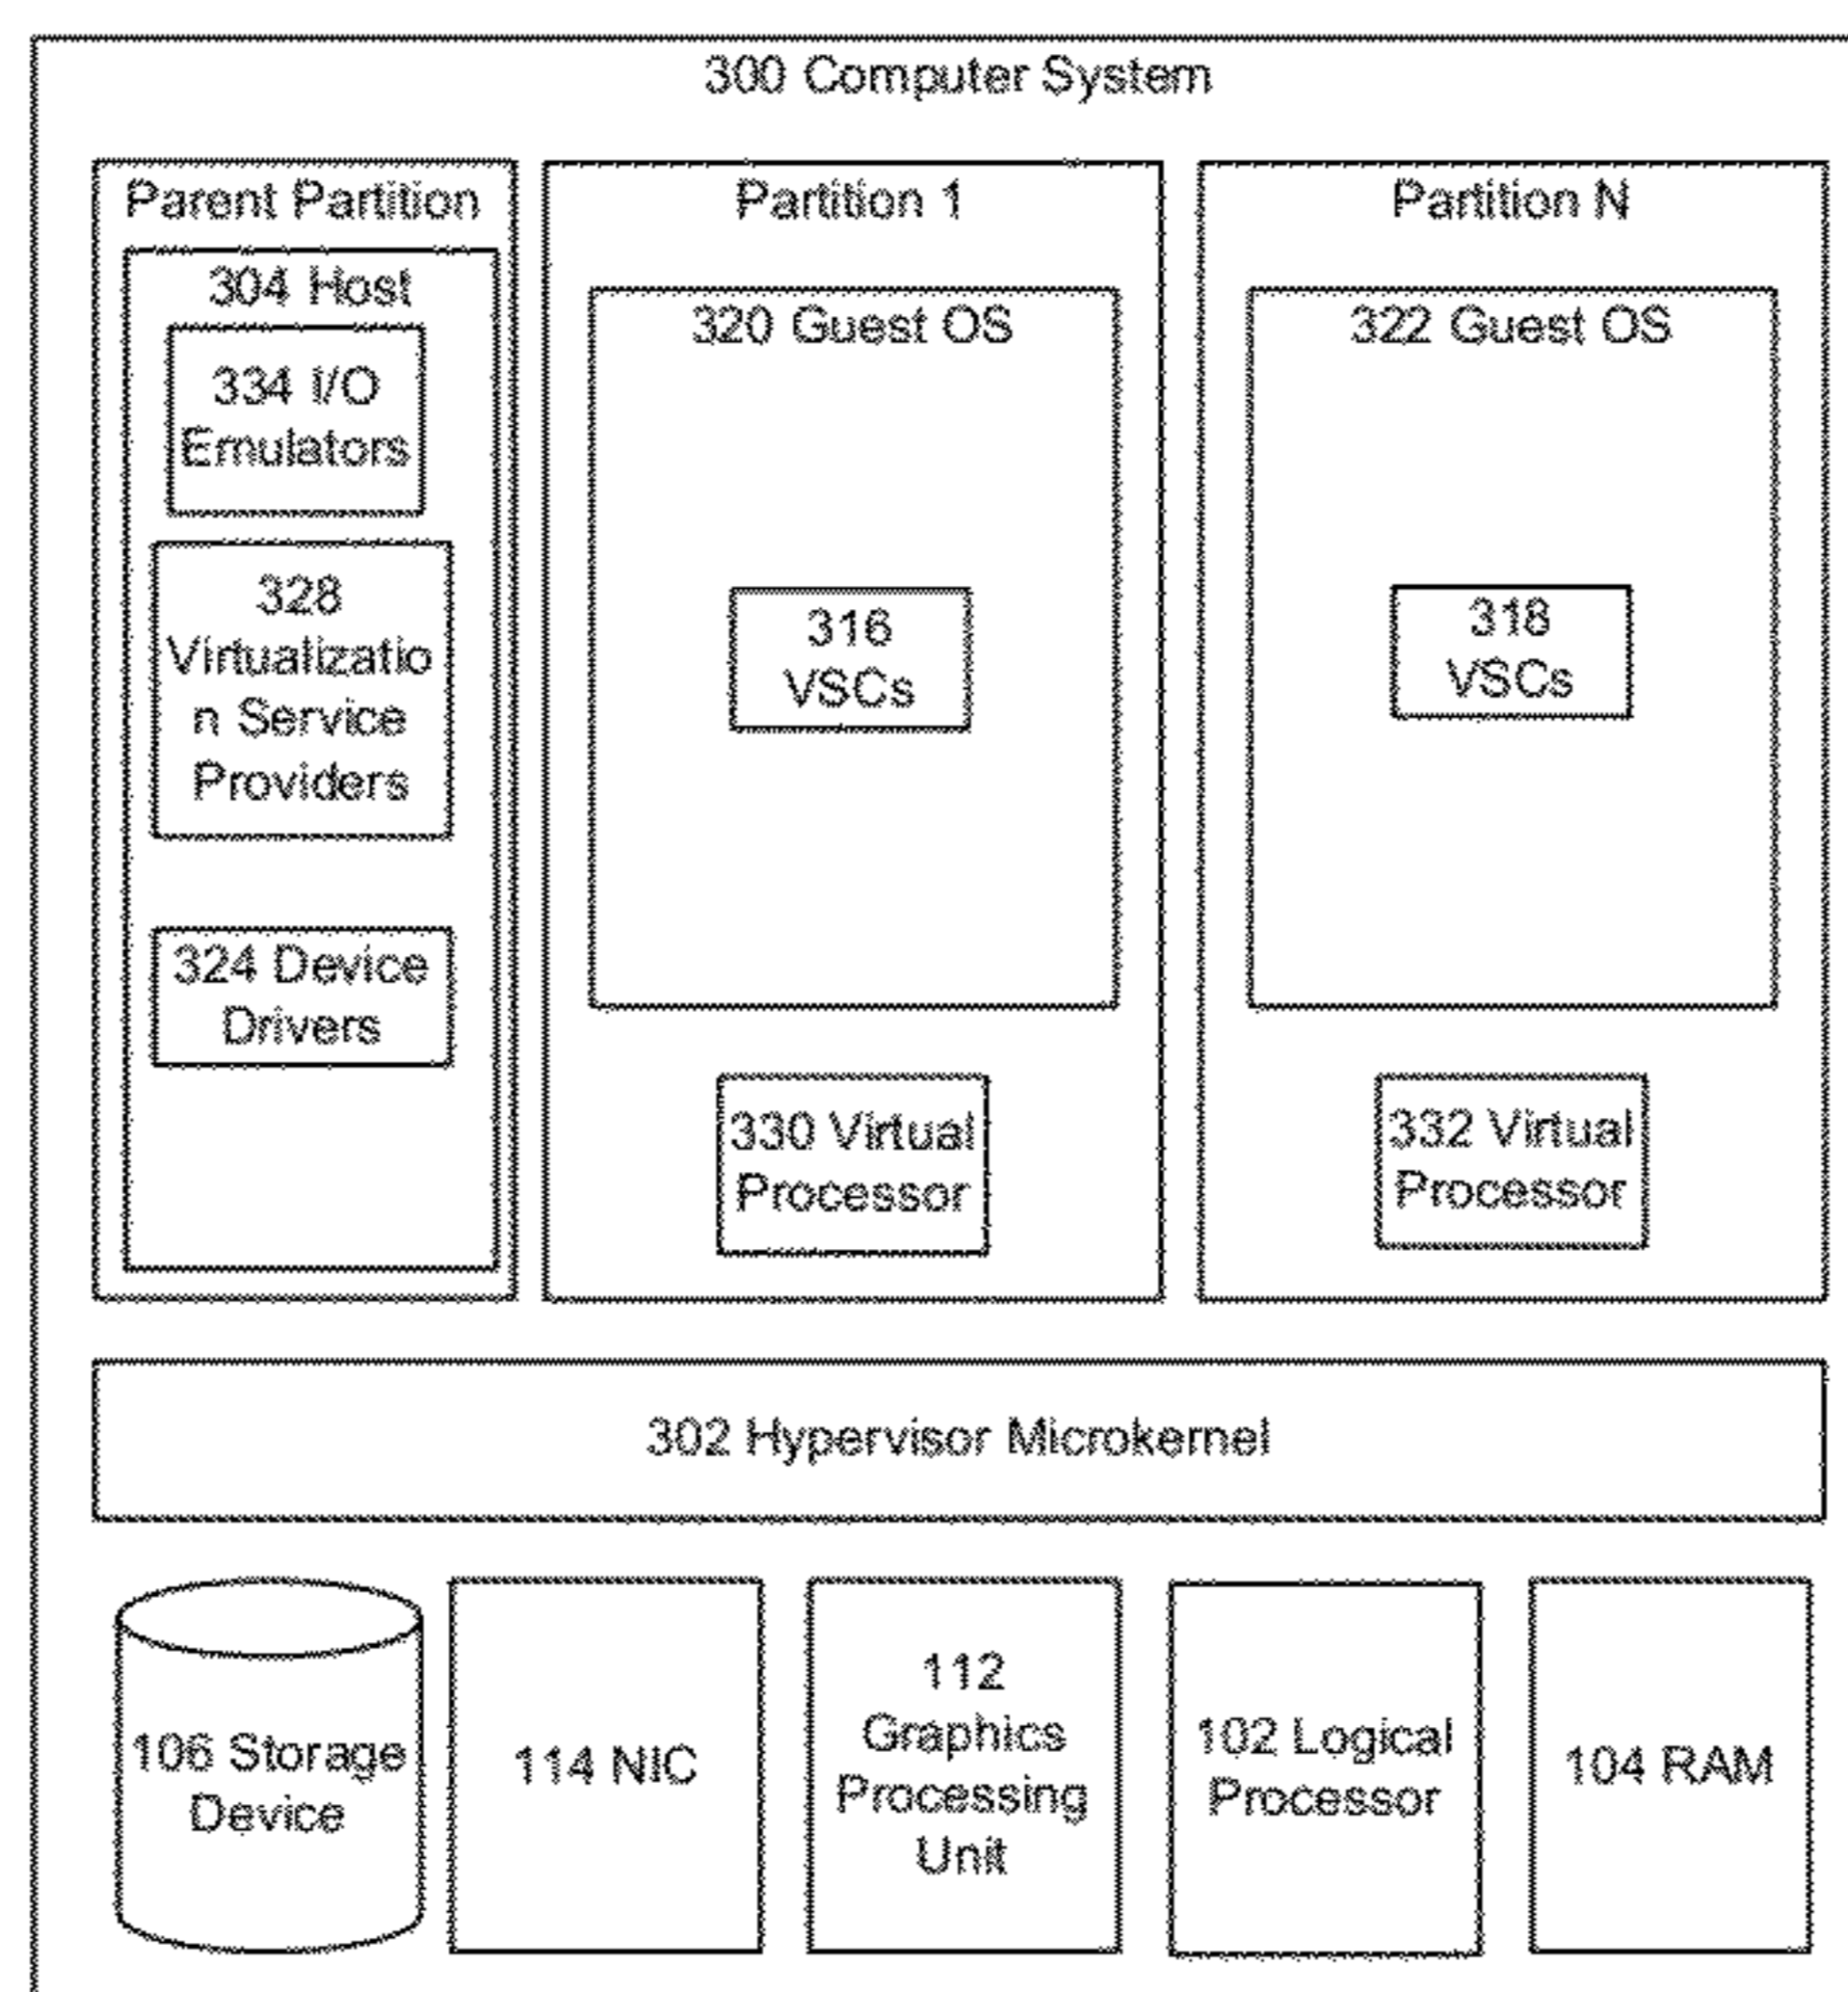 300 Computer System
Parent Partition
304 Host
334 I/O
Emulators
328
Virtualizatio
n Service
Providers
324 Device
Drivers
Partition 1
320 Guest OS
316
VSCs
330 Virtual
Processor
Partition N
322 Guest OS
318
VSCs
332 Virtual
Processor
302 Hypervisor Microkernel
106 Storage
Device
114 NIC
112
Graphics
Processing
Unit
102 Logical
Processor
104 RAM